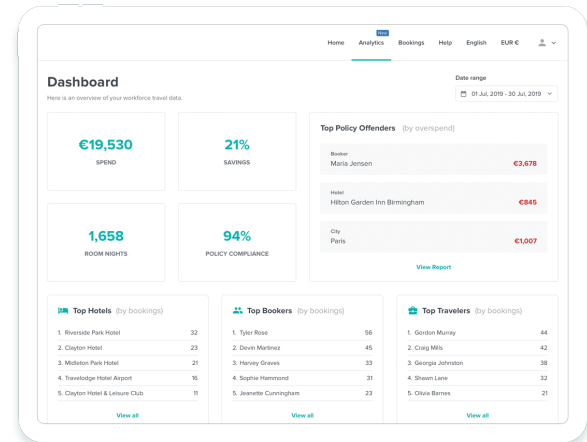 New
Home Analytics Bookings Help English EUR €
Dashboard
Here is an overview of your workforce travel data.
Date range
01 Jul, 2019 - 30 Jul, 2019
€19,530
SPEND
21%
SAVINGS
1,658
ROOM NIGHTS
94%
POLICY COMPLIANCE
Top Policy Offenders (by overspend)
Booker
Maria Jensen €3,678
Hotel
Hilton Garden Inn Birmingham €845
City
Paris €1,007
View Report
Top Hotels (by bookings)
1. Riverside Park Hotel 32
2. Clayton Hotel 23
3. Midleton Park Hotel 21
4. Travelodge Hotel Airport 16
5. Clayton Hotel & Leisure Club 11
View all
Top Bookers (by bookings)
1. Tyler Rose 56
2. Devin Martinez 45
3. Harvey Graves 33
4. Sophie Hammond 31
5. Jeanette Cunningham 23
View all
Top Travelers (by bookings)
1. Gordon Murray 44
2. Craig Mills 42
3. Georgia Johnston 38
4. Shawn Lane 32
5. Olivia Barnes 21
View all